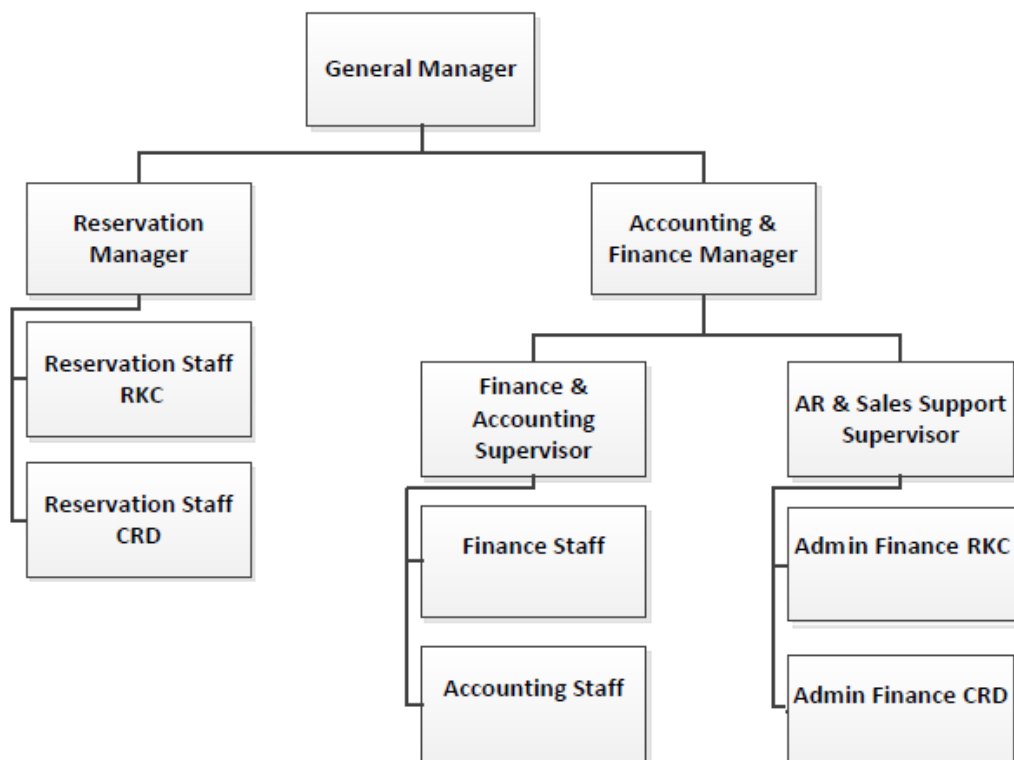 General Manager
Reservation
Manager
Accounting &
Finance Manager
Reservation Staff
RKC
Reservation Staff
CRD
Finance &
Accounting
Supervisor
AR & Sales Support
Supervisor
Finance Staff
Admin Finance RKC
Accounting Staff
Admin Finance CRD